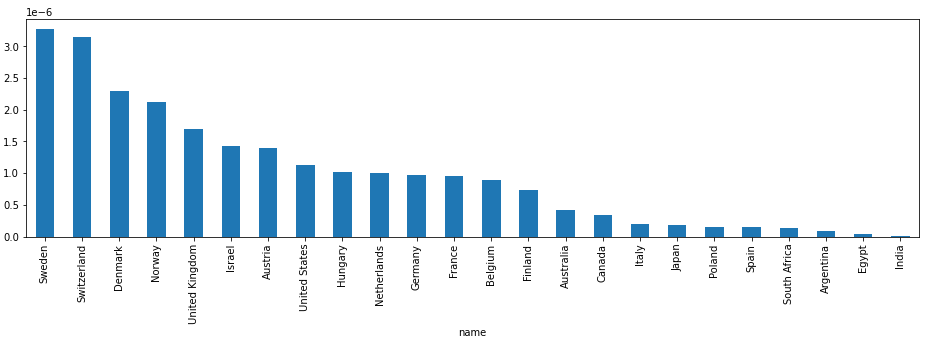 1e−6
3.0
2.5
2.0
1.5
1.0
0.5
0.0
Sweden
Switzerland
Denmark
Norway
United Kingdom
Israel
Austria
United States
Hungary
Netherlands
Germany
France
Belgium
Finland
Australia
Canada
Italy
Japan
Poland
Spain
South Africa
Argentina
Egypt
India
name